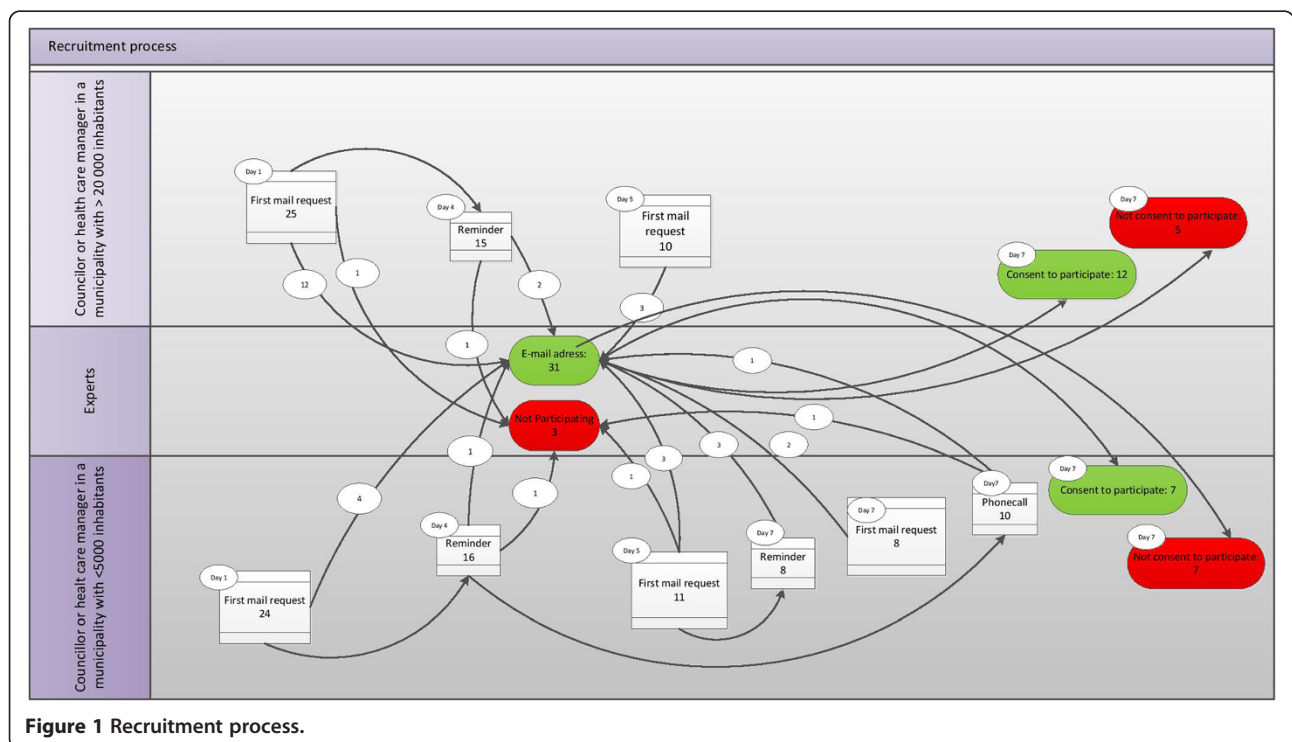 Recruitment process
Councilor or health care manager in a
municipality with > 20 000 inhabitants
Day 1
First mail request
25
Day 4
Reminder
15
Day 5
First mail
request
10
Day 7
Not consent to participate:
5
Day 7
Consent to participate: 12
12
1
2
3
1
Experts
E-mail adress:
31
Not Participating
3
1
1
1
3
3
2
Councillor or healt care manager in a
municipality with <5000 inhabitants
4
1
1
Day 1
First mail request
24
Day 4
Reminder
16
Day 5
First mail request
11
Day 7
Reminder
8
Day 7
First mail request
8
Day7
Phonecall
10
Day 7
Consent to participate: 7
Day 7
Not consent to participate:
7
Figure 1 Recruitment process.